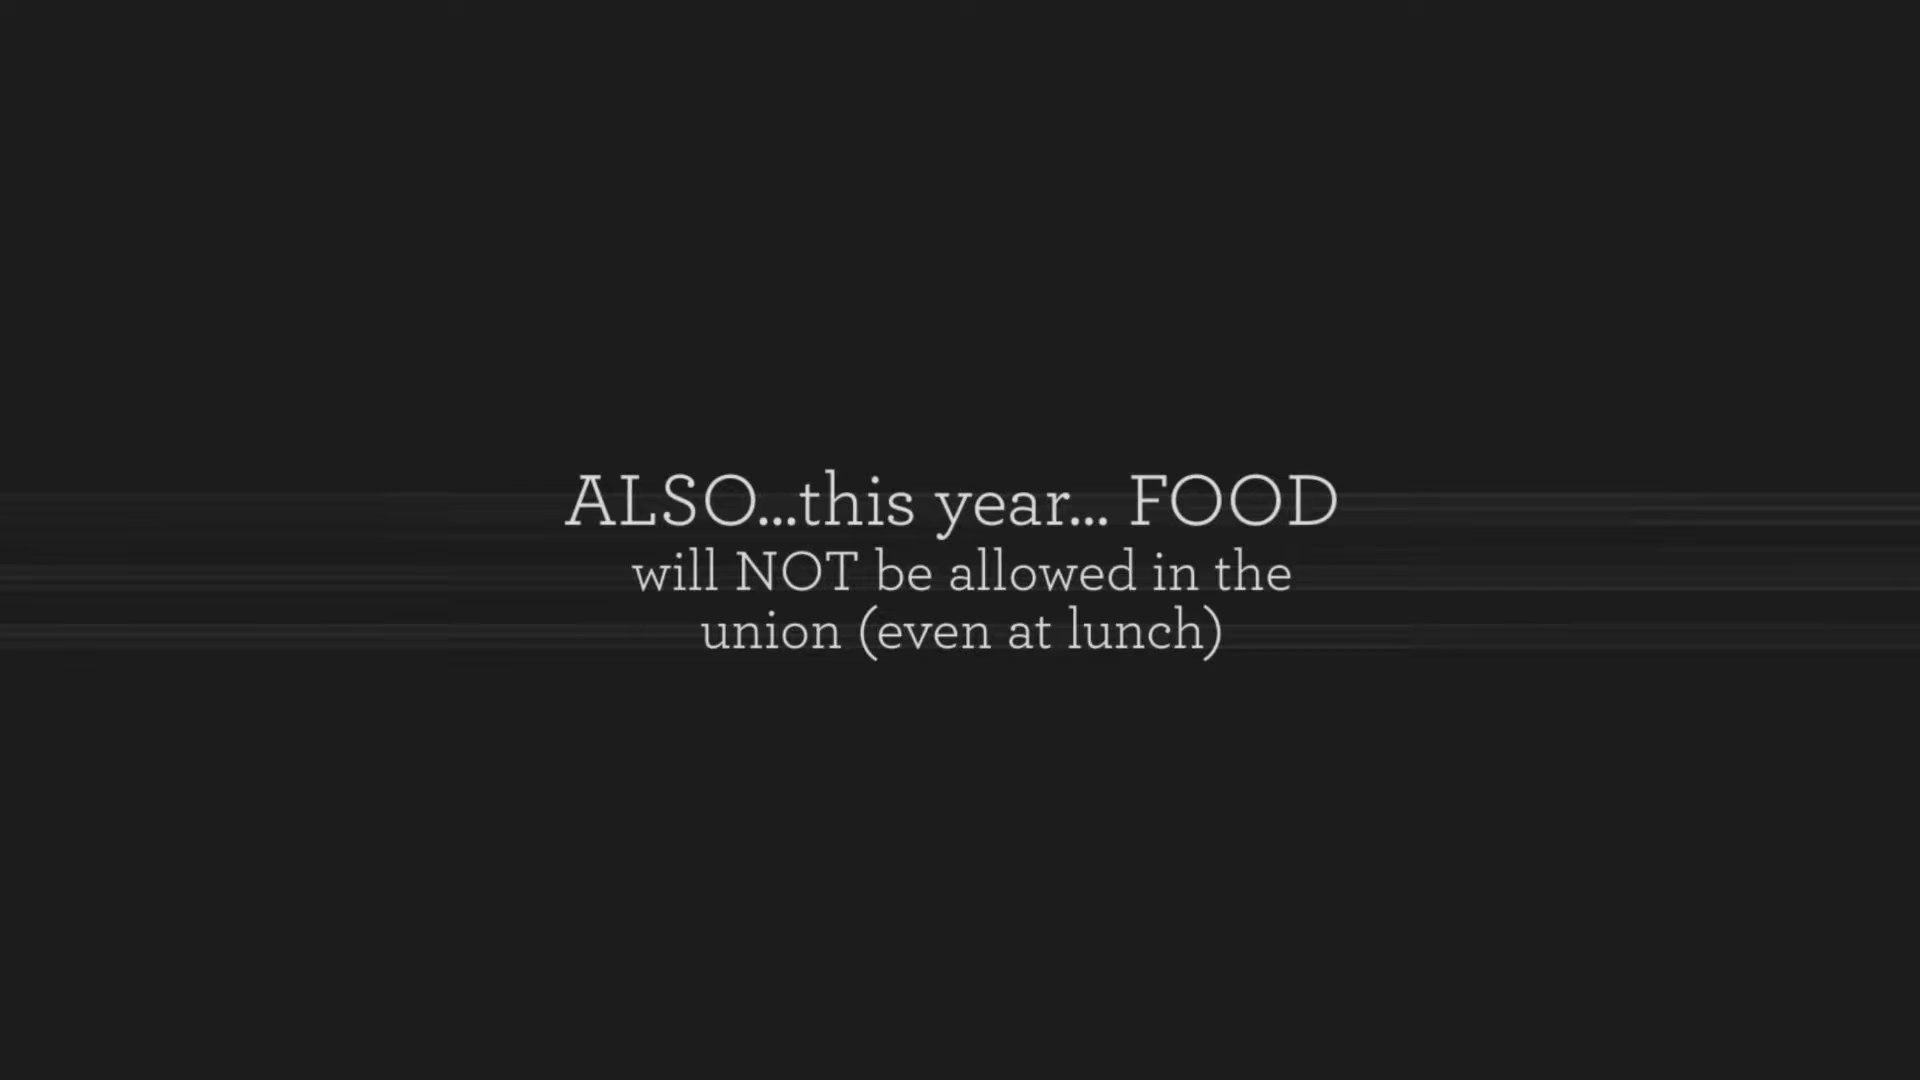 ALSO...this year... FOOD
will NOT be allowed in the
union (even at lunch)